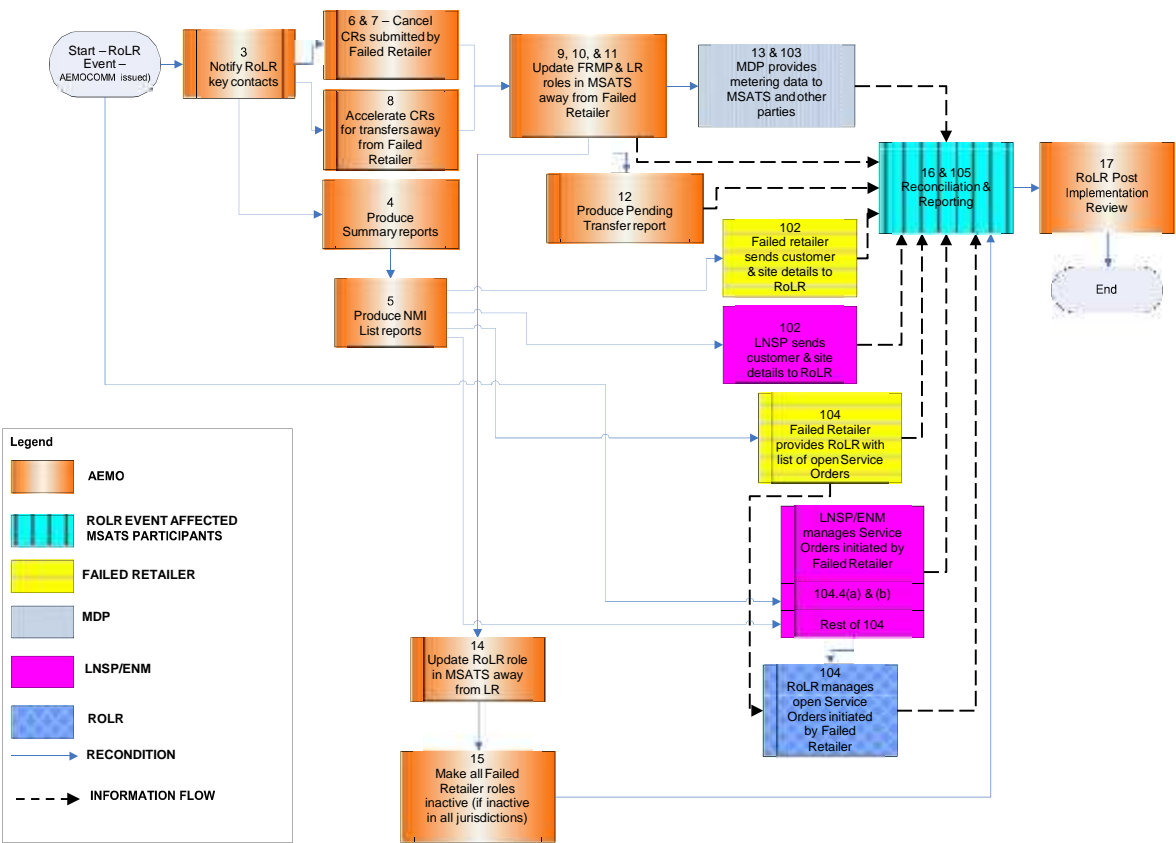 Start – RoLR
Event –
AEMOCOMM issued)
3
Notify RoLR
key contacts
6 & 7 – Cancel
CRs submitted by
Failed Retailer
8
Accelerate CRs
for transfers away
from Failed
Retailer
9, 10, & 11
Update FRMP & LR
roles in MSATS
away from Failed
Retailer
13 & 103
MDP provides
metering data to
MSATS and other
parties
16 & 105
Reconciliation &
Reporting
17
RoLR Post
Implementation
Review
End
4
Produce
Summary reports
12
Produce Pending
Transfer report
102
Failed retailer
sends customer
& site details to
RoLR
5
Produce NMI
List reports
102
LNSP sends
customer & site
details to RoLR
104
Failed Retailer
provides RoLR with
list of open Service
Orders
LNSP/ENM
manages Service
Orders initiated by
Failed Retailer
104.4(a) & (b)
Rest of 104
14
Update RoLR role
in MSATS away
from LR
104
RoLR manages
open Service
Orders initiated
by Failed
Retailer
15
Make all Failed
Retailer roles
inactive (if inactive
in all jurisdictions)
Legend
AEMO
ROLR EVENT AFFECTED
MSATS PARTICIPANTS
FAILED RETAILER
MDP
LNSP/ENM
ROLR
RECONDITION
INFORMATION FLOW